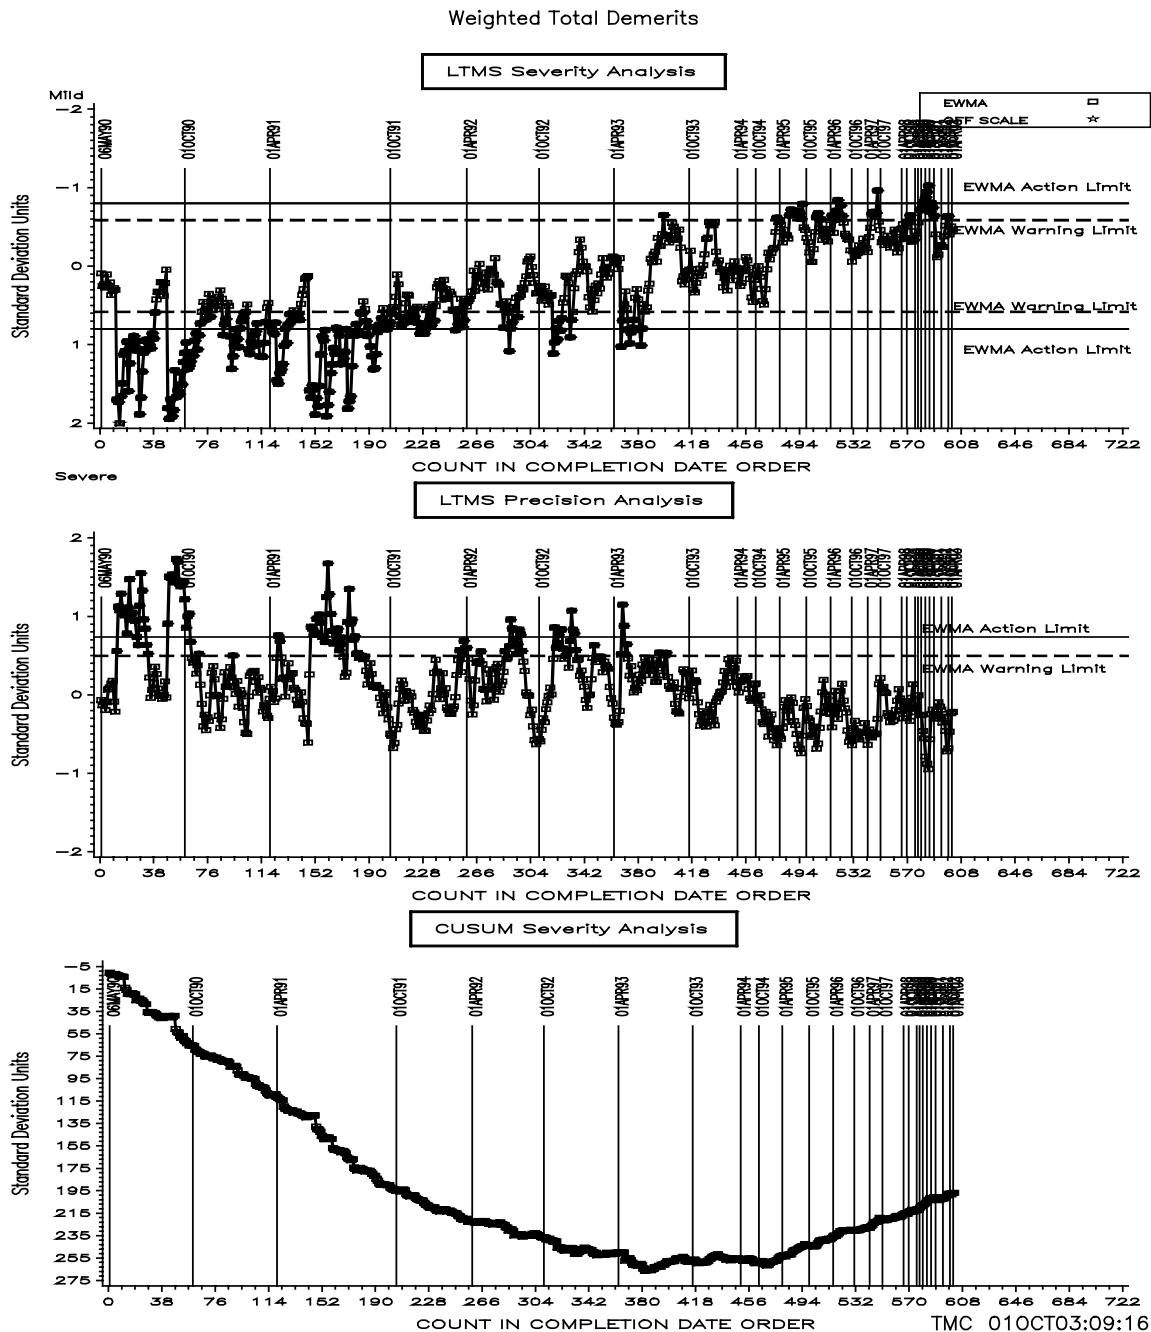 Weighted Total Demerits
LTMS Severity Analysis
Mild
EWMA
OFF SCALE
Standard Deviation Units
-2
-1
0
1
2
06MAY90
01OCT90
01APR91
01OCT91
01APR92
01OCT92
01APR93
01OCT93
01APR94
01OCT94
01APR95
01OCT95
01APR96
01OCT96
01APR97
01OCT97
EWMA Action Limit
EWMA Warning Limit
EWMA Warning Limit
EWMA Action Limit
0 38 76 114 152 190 228 266 304 342 380 418 456 494 532 570 608 646 684 722
COUNT IN COMPLETION DATE ORDER
Severe
LTMS Precision Analysis
Standard Deviation Units
2
1
0
-1
-2
06MAY90
01OCT90
01APR91
01OCT91
01APR92
01OCT92
01APR93
01OCT93
01APR94
01OCT94
01APR95
01OCT95
01APR96
01OCT96
01APR97
01OCT97
EWMA Action Limit
EWMA Warning Limit
0 38 76 114 152 190 228 266 304 342 380 418 456 494 532 570 608 646 684 722
COUNT IN COMPLETION DATE ORDER
CUSUM Severity Analysis
Standard Deviation Units
-5
15
35
55
75
95
115
135
155
175
195
215
235
255
275
06MAY90
01OCT90
01APR91
01OCT91
01APR92
01OCT92
01APR93
01OCT93
01APR94
01OCT94
01APR95
01OCT95
01APR96
01OCT96
01APR97
01OCT97
0 38 76 114 152 190 228 266 304 342 380 418 456 494 532 570 608 646 684 722
COUNT IN COMPLETION DATE ORDER
TMC 01OCT03:09:16